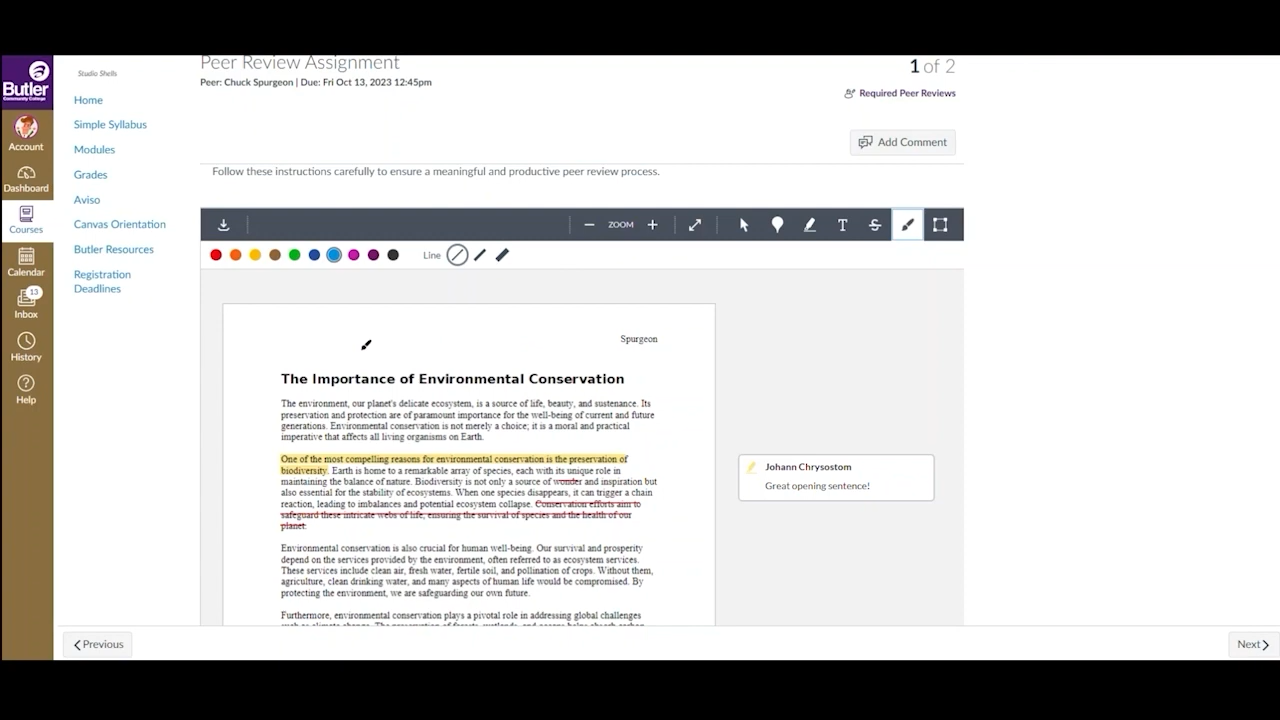 Peer Review Assignment
Peer: Chuck Spurgeon | Due: Fri Oct 13, 2023 12:45pm
1 of 2
Required Peer Reviews
Add Comment
Butler
Community College
Account
Dashboard
Courses
Calendar
13
Inbox
History
Help
Studio Shells
Home
Simple Syllabus
Modules
Grades
Aviso
Canvas Orientation
Butler Resources
Registration
Deadlines
Follow these instructions carefully to ensure a meaningful and productive peer review process.
ZOOM
T
S
Line
Spurgeon
The Importance of Environmental Conservation
The environment, our planet's delicate ecosystem, is a source of life, beauty, and sustenance. Its
preservation and protection are of paramount importance for the well-being of current and future
generations. Environmental conservation is not merely a choice; it is a moral and practical
imperative that affects all living organisms on Earth.
One of the most compelling reasons for environmental conservation is the preservation of
biodiversity. Earth is home to a remarkable array of species, each with its unique role in
maintaining the balance of nature. Biodiversity is not only a source of wonder and inspiration but
also essential for the stability of ecosystems. When one species disappears, it can trigger a chain
reaction, leading to imbalances and potential ecosystem collapse. Conservation efforts aim to
safeguard these intricate webs of life, ensuring the survival of species and the health of our
planet.
Environmental conservation is also crucial for human well-being. Our survival and prosperity
depend on the services provided by the environment, often referred to as ecosystem services.
These services include clean air, fresh water, fertile soil, and pollination of crops. Without them,
agriculture, clean drinking water, and many aspects of human life would be compromised. By
protecting the environment, we are safeguarding our own future.
Furthermore, environmental conservation plays a pivotal role in addressing global challenges
Johann Chrysostom
Great opening sentence!
Previous
Next